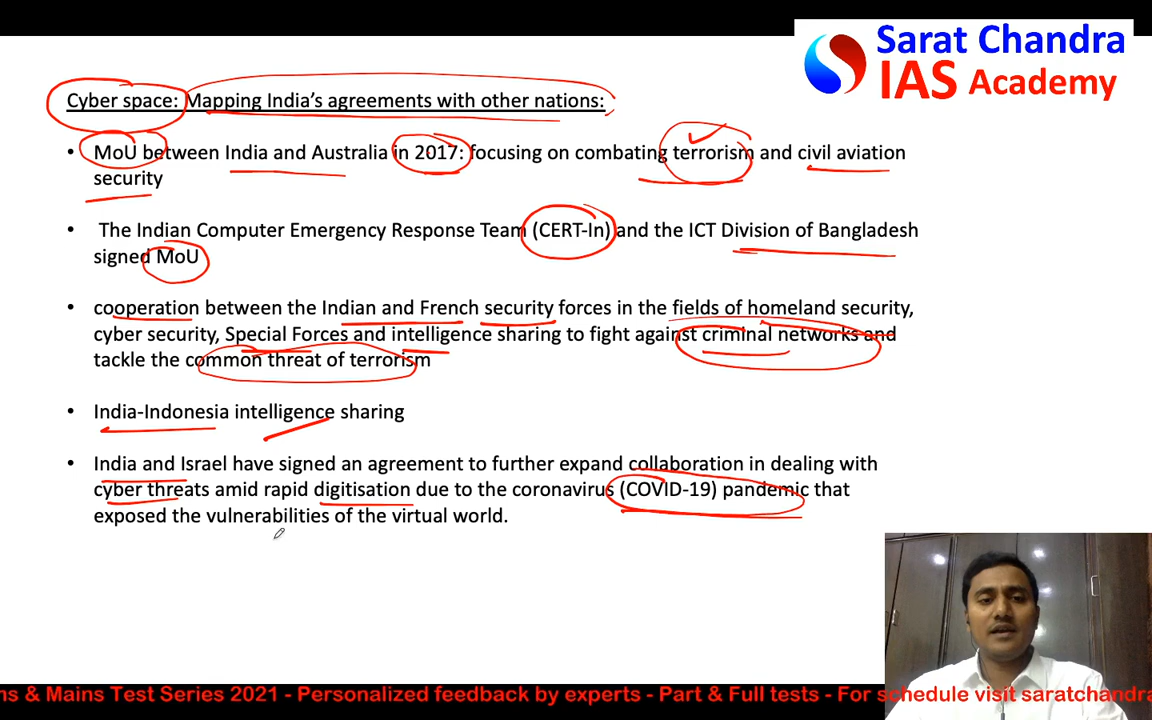 Sarat Chandra
IAS Academy
Cyber space: Mapping India's agreements with other nations:
• MoU between India and Australia in 2017: focusing on combating terrorism and civil aviation
security
• The Indian Computer Emergency Response Team (CERT-In) and the ICT Division of Bangladesh
signed MoU
• cooperation between the Indian and French security forces in the fields of homeland security,
cyber security, Special Forces and intelligence sharing to fight against criminal networks and
tackle the common threat of terrorism
• India-Indonesia intelligence sharing
• India and Israel have signed an agreement to further expand collaboration in dealing with
cyber threats amid rapid digitisation due to the coronavirus (COVID-19) pandemic that
exposed the vulnerabilities of the virtual world.
ns & Mains Test Series 2021 - Personalized feedback by experts - Part & Full tests - For schedule visit saratchandra